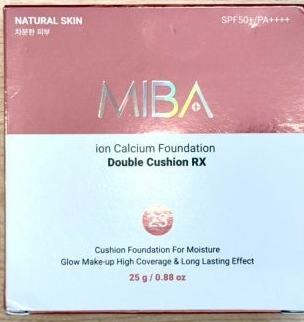 NATURAL SKIN
차분한 피부
SPF50+/PA++++
MIBA
ion Calcium Foundation
Double Cushion RX
23
Cushion Foundation For Moisture
Glow Make-up High Coverage & Long Lasting Effect
25 g / 0.88 oz